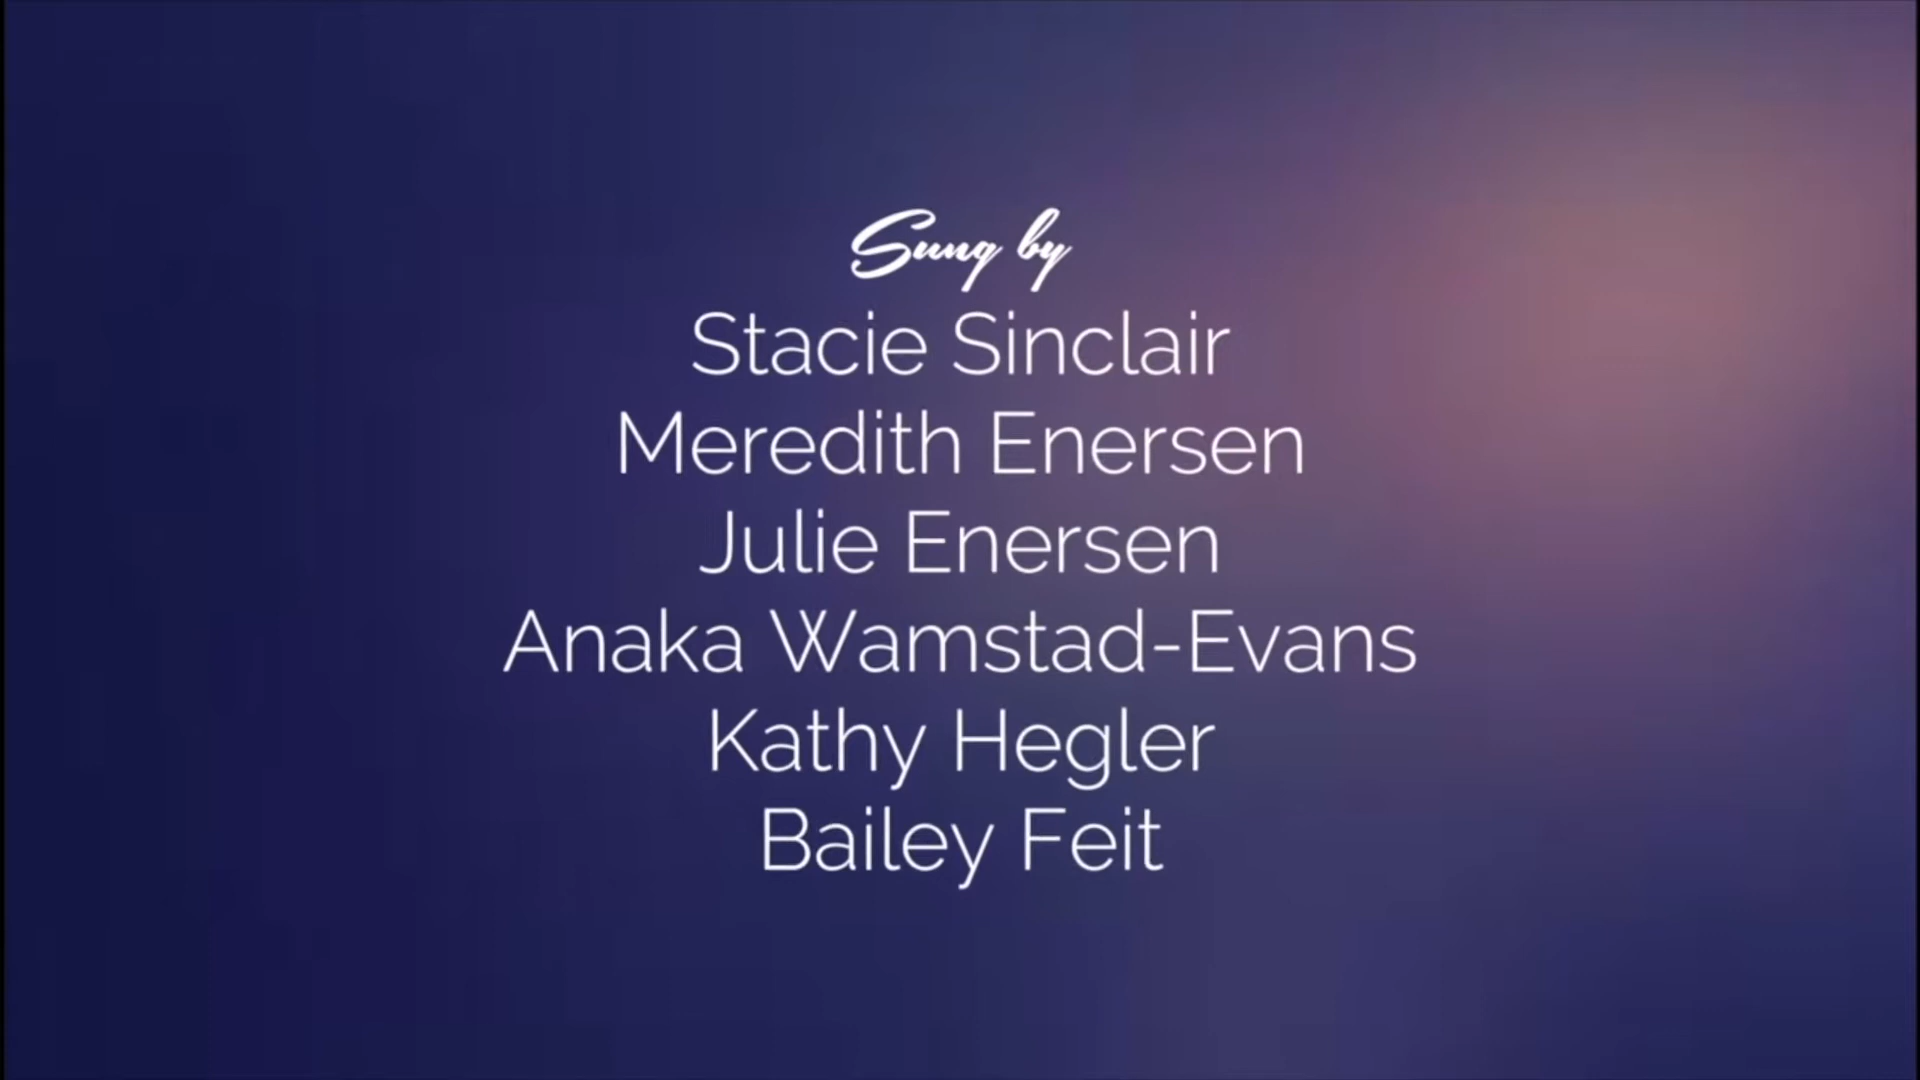 Sung by
Stacie Sinclair
Meredith Enersen
Julie Enersen
Anaka Wamstad-Evans
Kathy Hegler
Bailey Feit